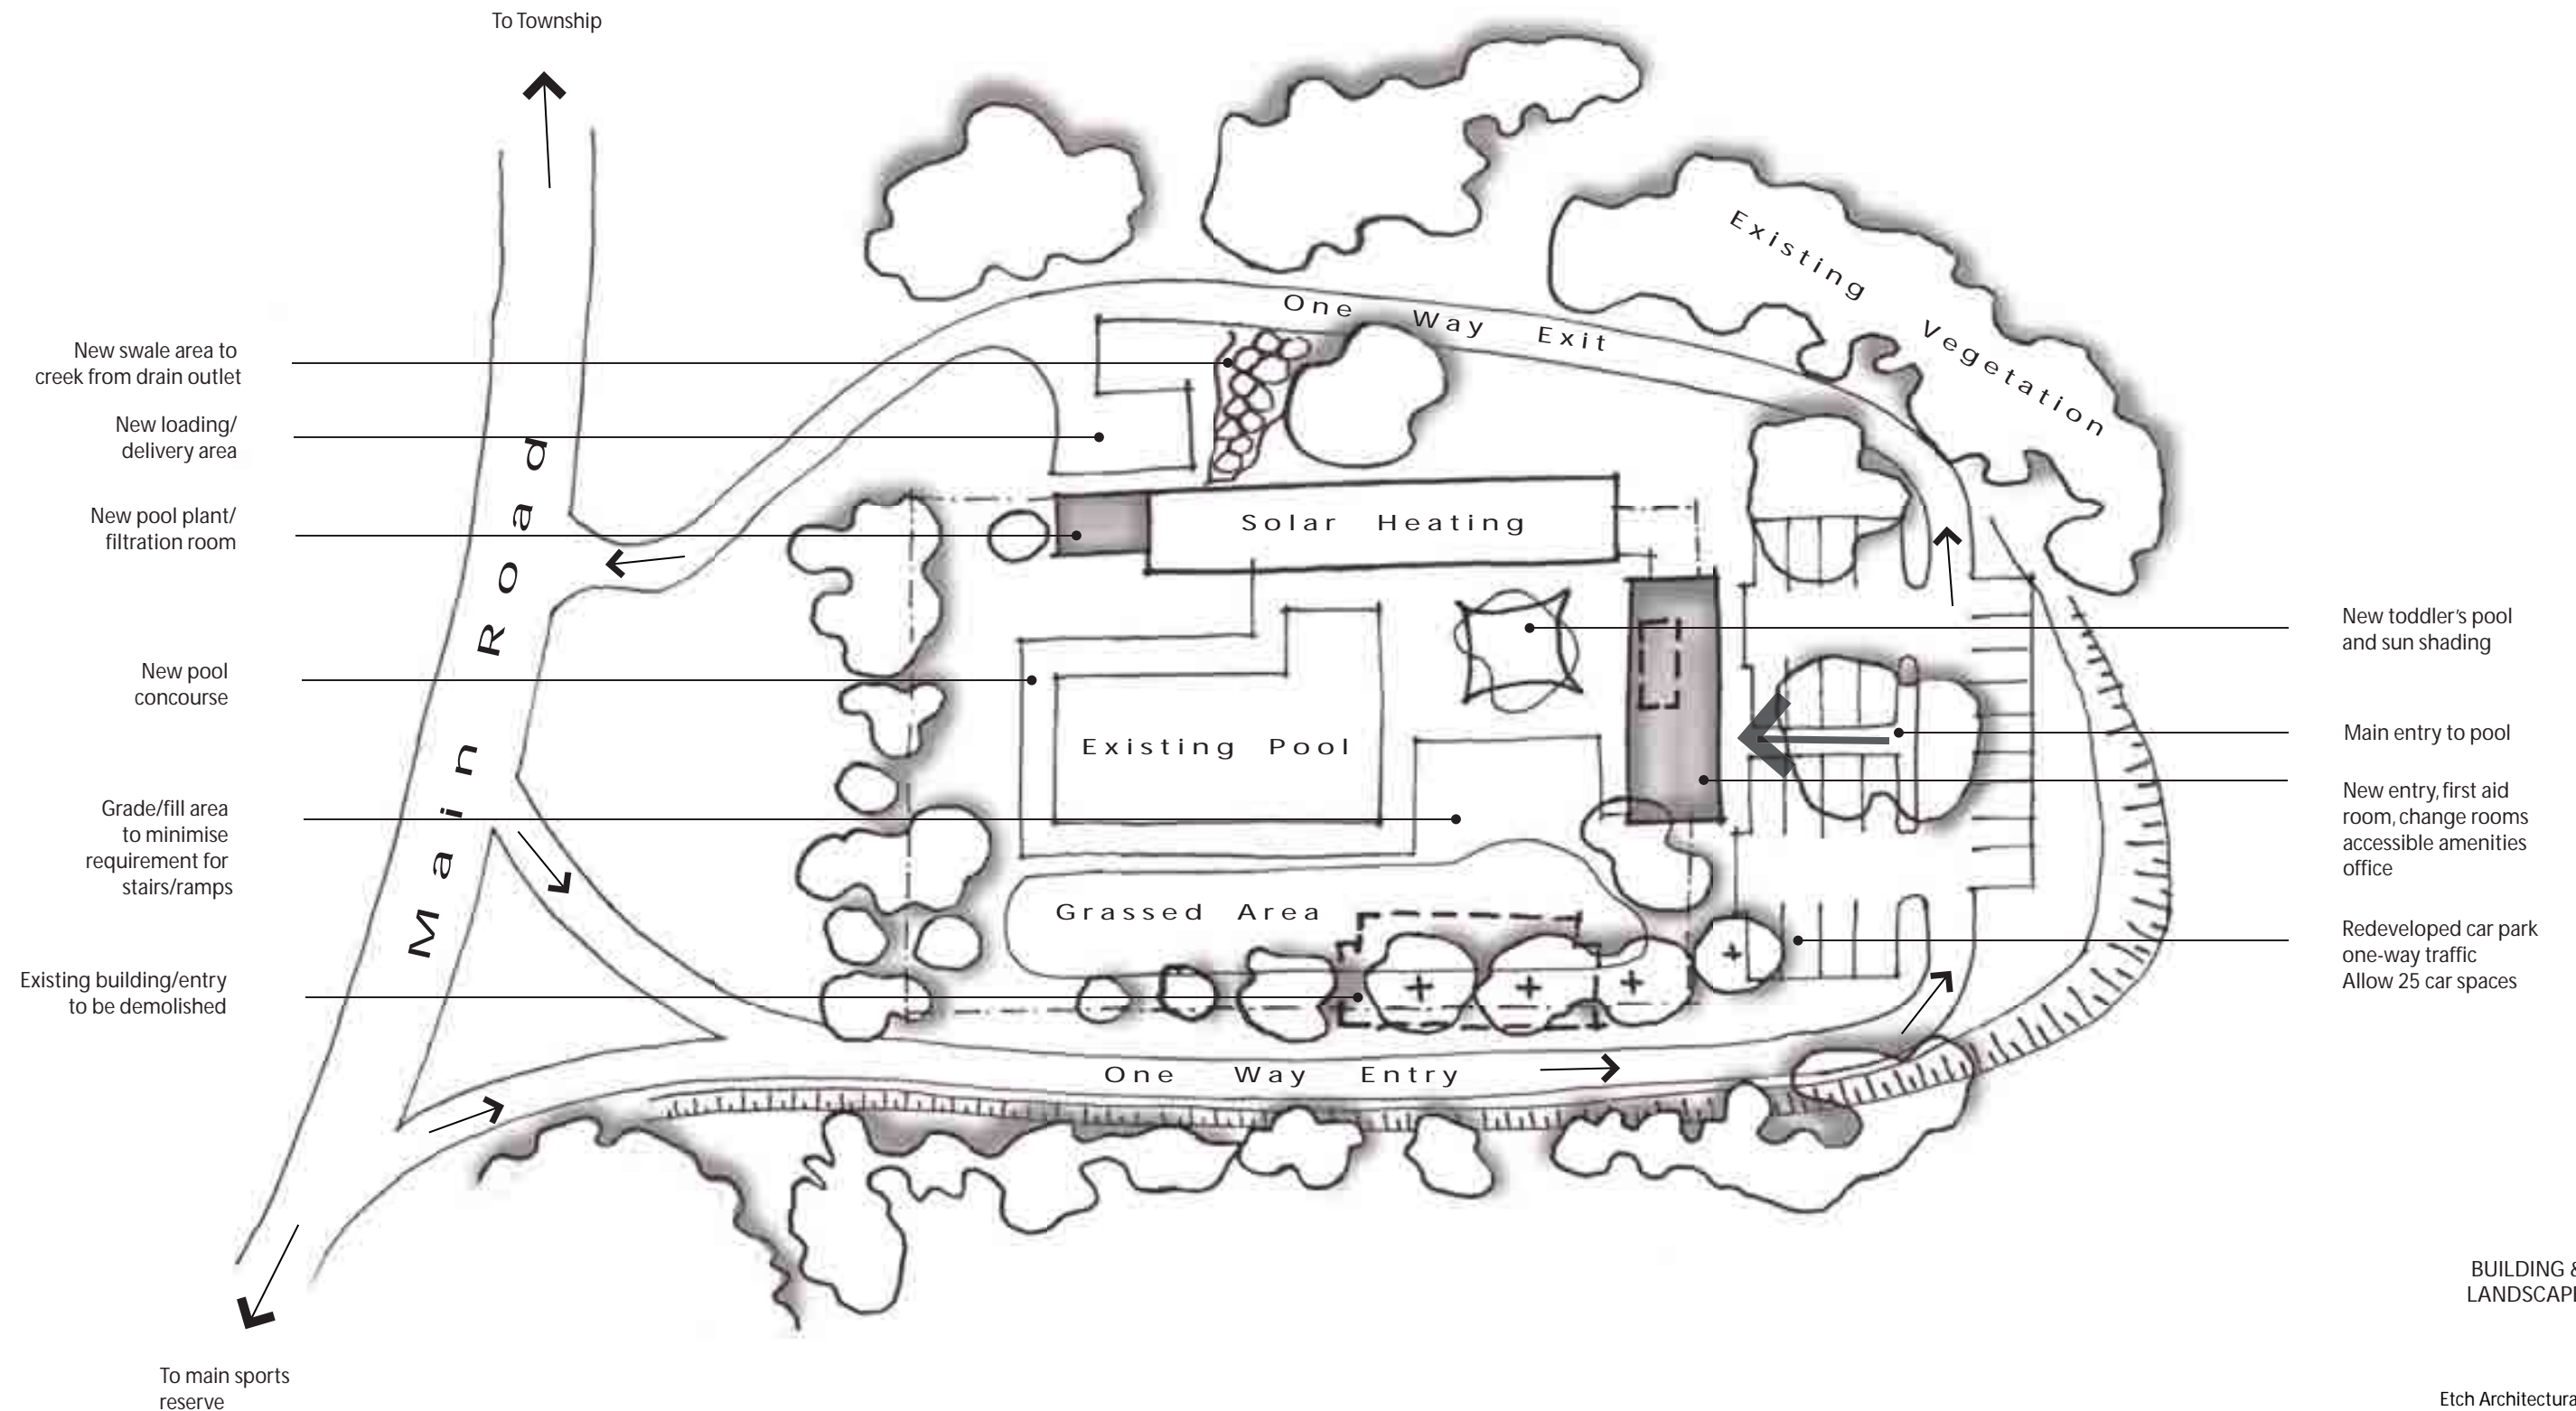 To Township
New swale area to
creek from drain outlet
New loading/
delivery area
New pool plant/
filtration room
New pool
concourse
Grade/fill area
to minimise
requirement for
stairs/ramps
Existing building/entry
to be demolished
To main sports
reserve
Main Road
One Way Exit
Existing Vegetation
Solar Heating
Existing Pool
Grassed Area
One Way Entry
New toddler's pool
and sun shading
Main entry to pool
New entry, first aid
room, change rooms
accessible amenities
office
Redeveloped car park
one-way traffic
Allow 25 car spaces
BUILDING &
LANDSCAP
Etch Architectura